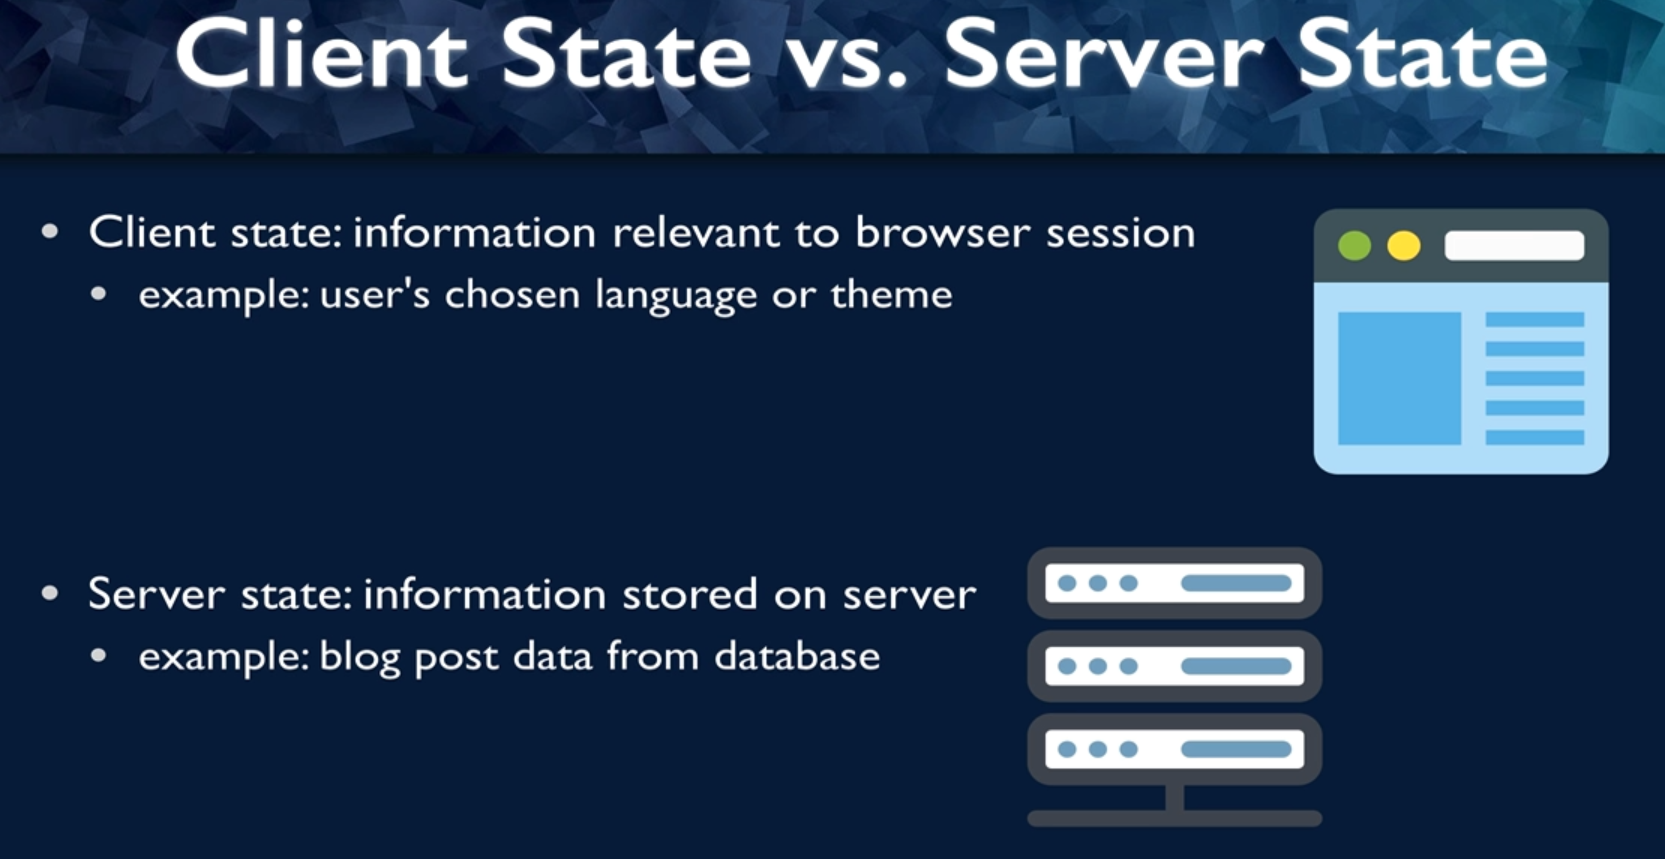 Client State vs. Server State
• Client state: information relevant to browser session
• example: user's chosen language or theme
• Server state: information stored on server
• example: blog post data from database